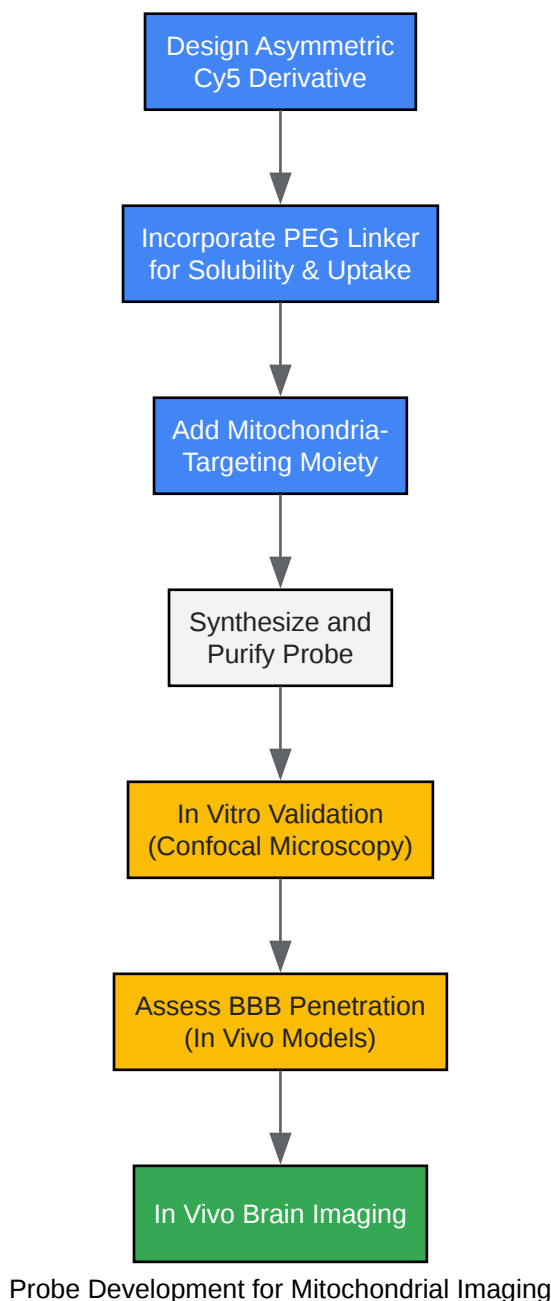 Design Asymmetric
Cy5 Derivative
Incorporate PEG Linker
for Solubility & Uptake
Add Mitochondria-
Targeting Moiety
Synthesize and
Purify Probe
In Vitro Validation
(Confocal Microscopy)
Assess BBB Penetration
(In Vivo Models)
In Vivo Brain Imaging
Probe Development for Mitochondrial Imaging